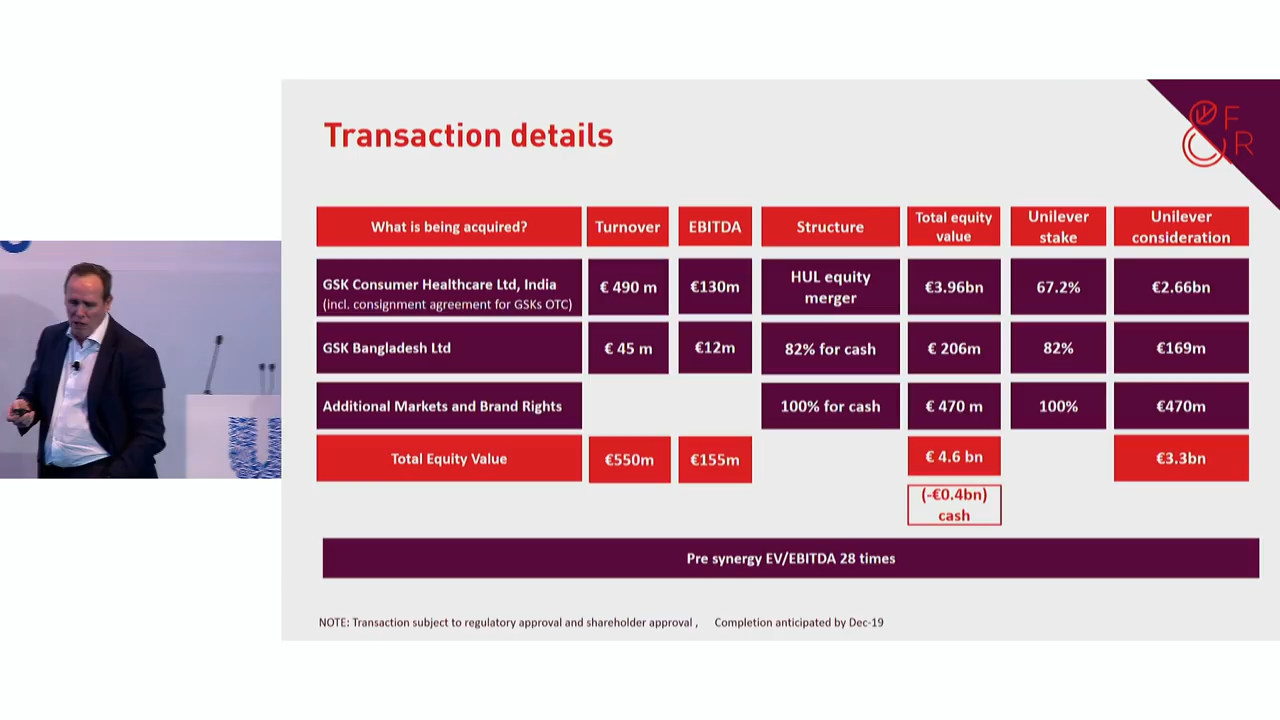 Transaction details
& F
R
What is being acquired?
Turnover
EBITDA
Structure
Total equity
value
Unilever
stake
Unilever
consideration
GSK Consumer Healthcare Ltd, India
(incl. consignment agreement for GSKs OTC)
€ 490 m
€130m
HUL equity
merger
€3.96bn
67.2%
€2.66bn
GSK Bangladesh Ltd
€ 45 m
€12m
82% for cash
€ 206m
82%
€169m
Additional Markets and Brand Rights
100% for cash
€ 470 m
100%
€470m
Total Equity Value
€550m
€155m
€ 4.6 bn
€3.3bn
(-€0.4bn)
cash
Pre synergy EV/EBITDA 28 times
NOTE: Transaction subject to regulatory approval and shareholder approval , Completion anticipated by Dec-19